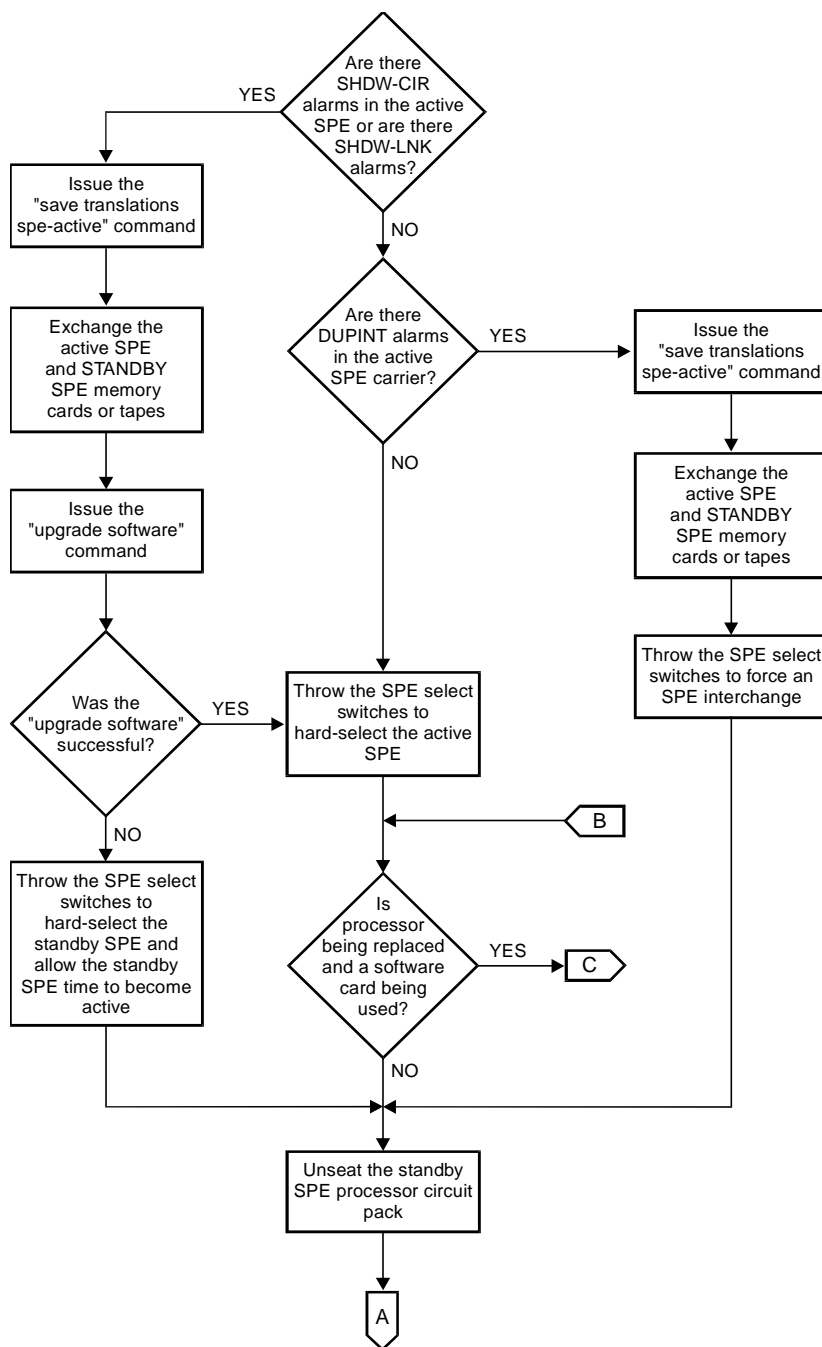 Are there
SHDW-CIR
alarms in the active
SPE or are there
SHDW-LNK
alarms?
YES
NO
Issue the
"save translations
spe-active" command
Exchange the
active SPE
and STANDBY
SPE memory
cards or tapes
Issue the
"upgrade software"
command
Was the
"upgrade software"
successful?
YES
NO
Throw the SPE select
switches to
hard-select the
standby SPE and
allow the standby
SPE time to become
active
Are there
DUPINT alarms
in the active
SPE carrier?
YES
NO
Issue the
"save translations
spe-active" command
Exchange the
active SPE
and STANDBY
SPE memory
cards or tapes
Throw the SPE select
switches to force an
SPE interchange
Throw the SPE select
switches to
hard-select the active
SPE
B
Is
processor
being replaced
and a software
card being
used?
YES
C
NO
Unseat the standby
SPE processor circuit
pack
A